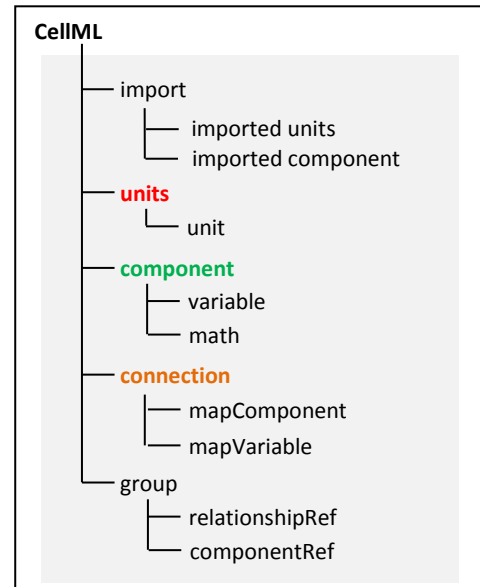 CellML
import
imported units
imported component
units
unit
component
variable
math
connection
mapComponent
mapVariable
group
relationshipRef
componentRef